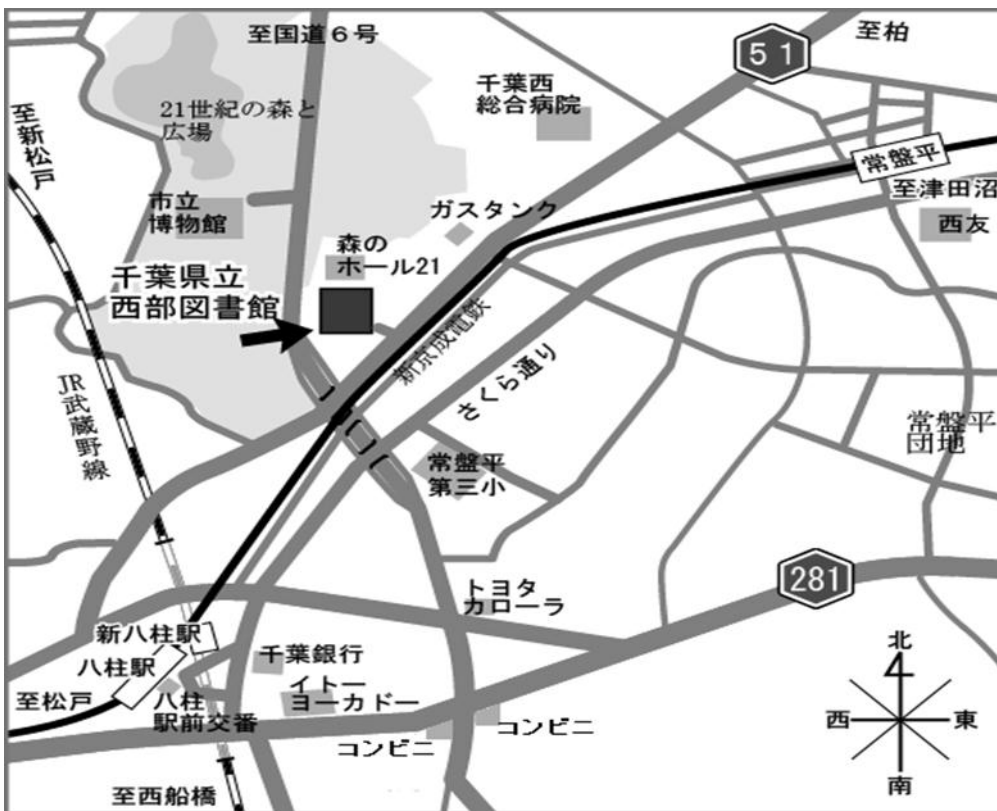 至国道６号
51
至柏
千葉西
総合病院
至新松戸
21世紀の森と
広場
常盤平
至津田沼
西友
市立
博物館
ガスタンク
森の
ホール21
千葉県立
西部図書館
新京成電鉄
さくら通り
JR武蔵野線
常盤平
団地
常盤平
第三小
281
トヨタ
カローラ
新八柱駅
八柱駅
千葉銀行
至松戸
八柱
駅前交番
イトー
ヨーカドー
コンビニ
コンビニ
至西船橋
北
西
東
南